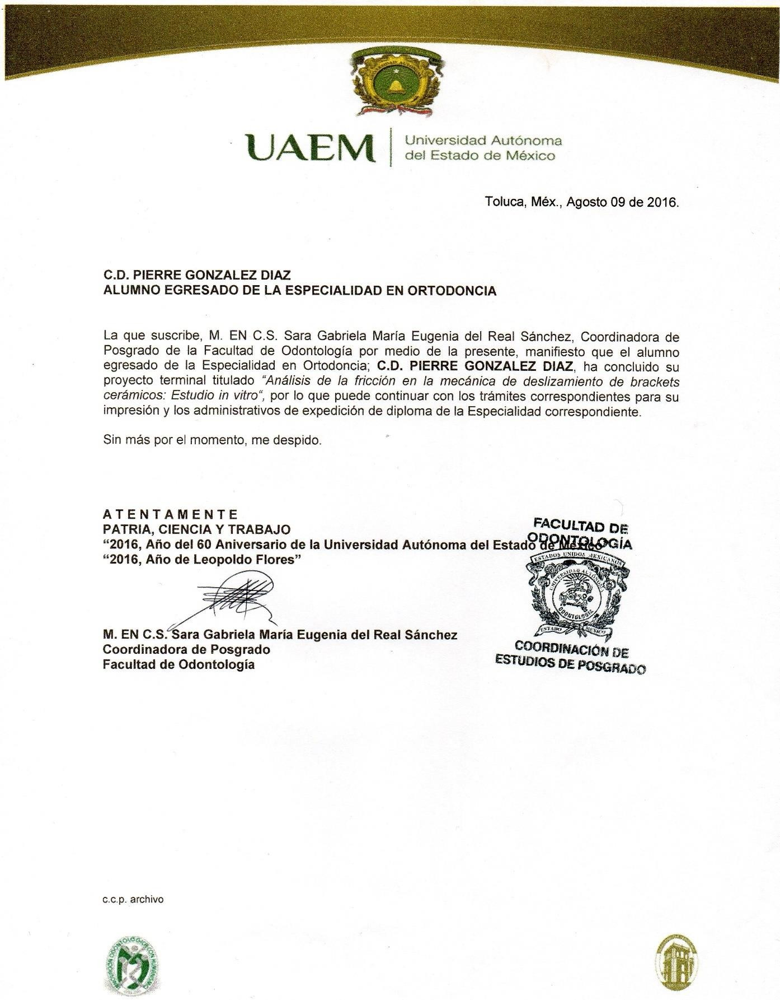 UAEM
Universidad Autónoma
del Estado de México
Toluca, Méx., Agosto 09 de 2016.
C.D. PIERRE GONZALEZ DIAZ
ALUMNO EGRESADO DE LA ESPECIALIDAD EN ORTODONCIA
La que suscribe, M. EN C.S. Sara Gabriela María Eugenia del Real Sánchez, Coordinadora de
Posgrado de la Facultad de Odontología por medio de la presente, manifiesto que el alumno
egresado de la Especialidad en Ortodoncia; C.D. PIERRE GONZALEZ DIAZ, ha concluido su
proyecto terminal titulado “Análisis de la fricción en la mecánica de deslizamiento de brackets
cerámicos: Estudio in vitro“, por lo que puede continuar con los trámites correspondientes para su
impresión y los administrativos de expedición de diploma de la Especialidad correspondiente.
Sin más por el momento, me despido.
A T E N T A M E N T E
PATRIA, CIENCIA Y TRABAJO
“2016, Año del 60 Aniversario de la Universidad Autónoma del Estado de México”
“2016, Año de Leopoldo Flores”
FACULTAD DE
ODONTOLOGÍA
ESTADOS UNIDOS MEXICANOS
UNIVERSIDAD AUTÓNOMA
ODONTOLOGÍA
ESTADO MÉXICO
COORDINACIÓN DE
ESTUDIOS DE POSGRADO
M. EN C.S. Sara Gabriela María Eugenia del Real Sánchez
Coordinadora de Posgrado
Facultad de Odontología
c.c.p. archivo